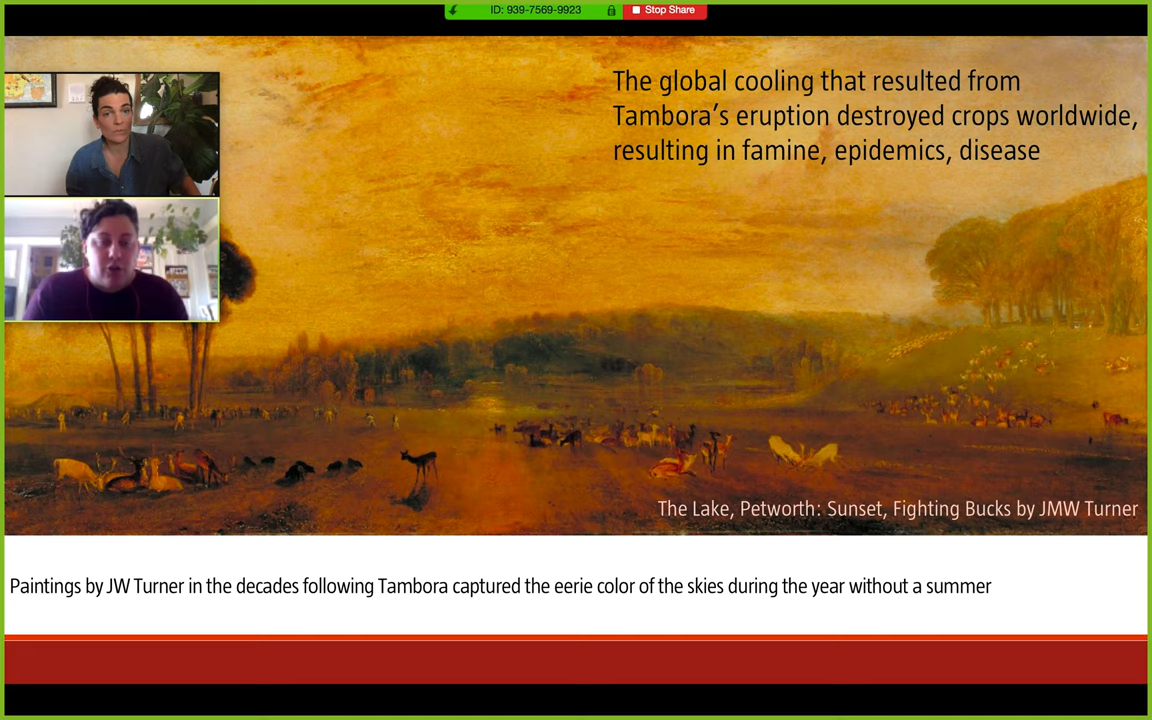 ID: 939-7569-9923
Stop Share
The global cooling that resulted from
Tambora’s eruption destroyed crops worldwide,
resulting in famine, epidemics, disease
The Lake, Petworth: Sunset, Fighting Bucks by JMW Turner
Paintings by JW Turner in the decades following Tambora captured the eerie color of the skies during the year without a summer